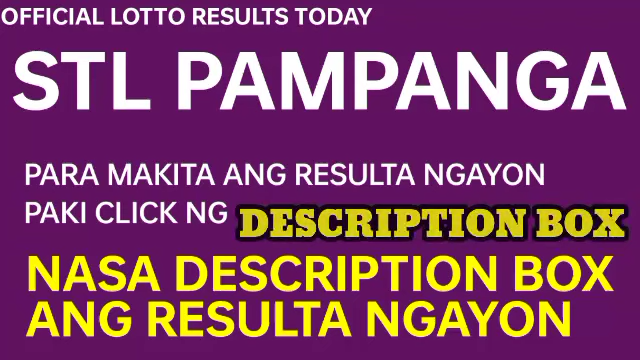 OFFICIAL LOTTO RESULTS TODAY
STL PAMPANGA
PARA MAKITA ANG RESULTA NGAYON
PAKI CLICK NG DESCRIPTION BOX
NASA DESCRIPTION BOX
ANG RESULTA NGAYON